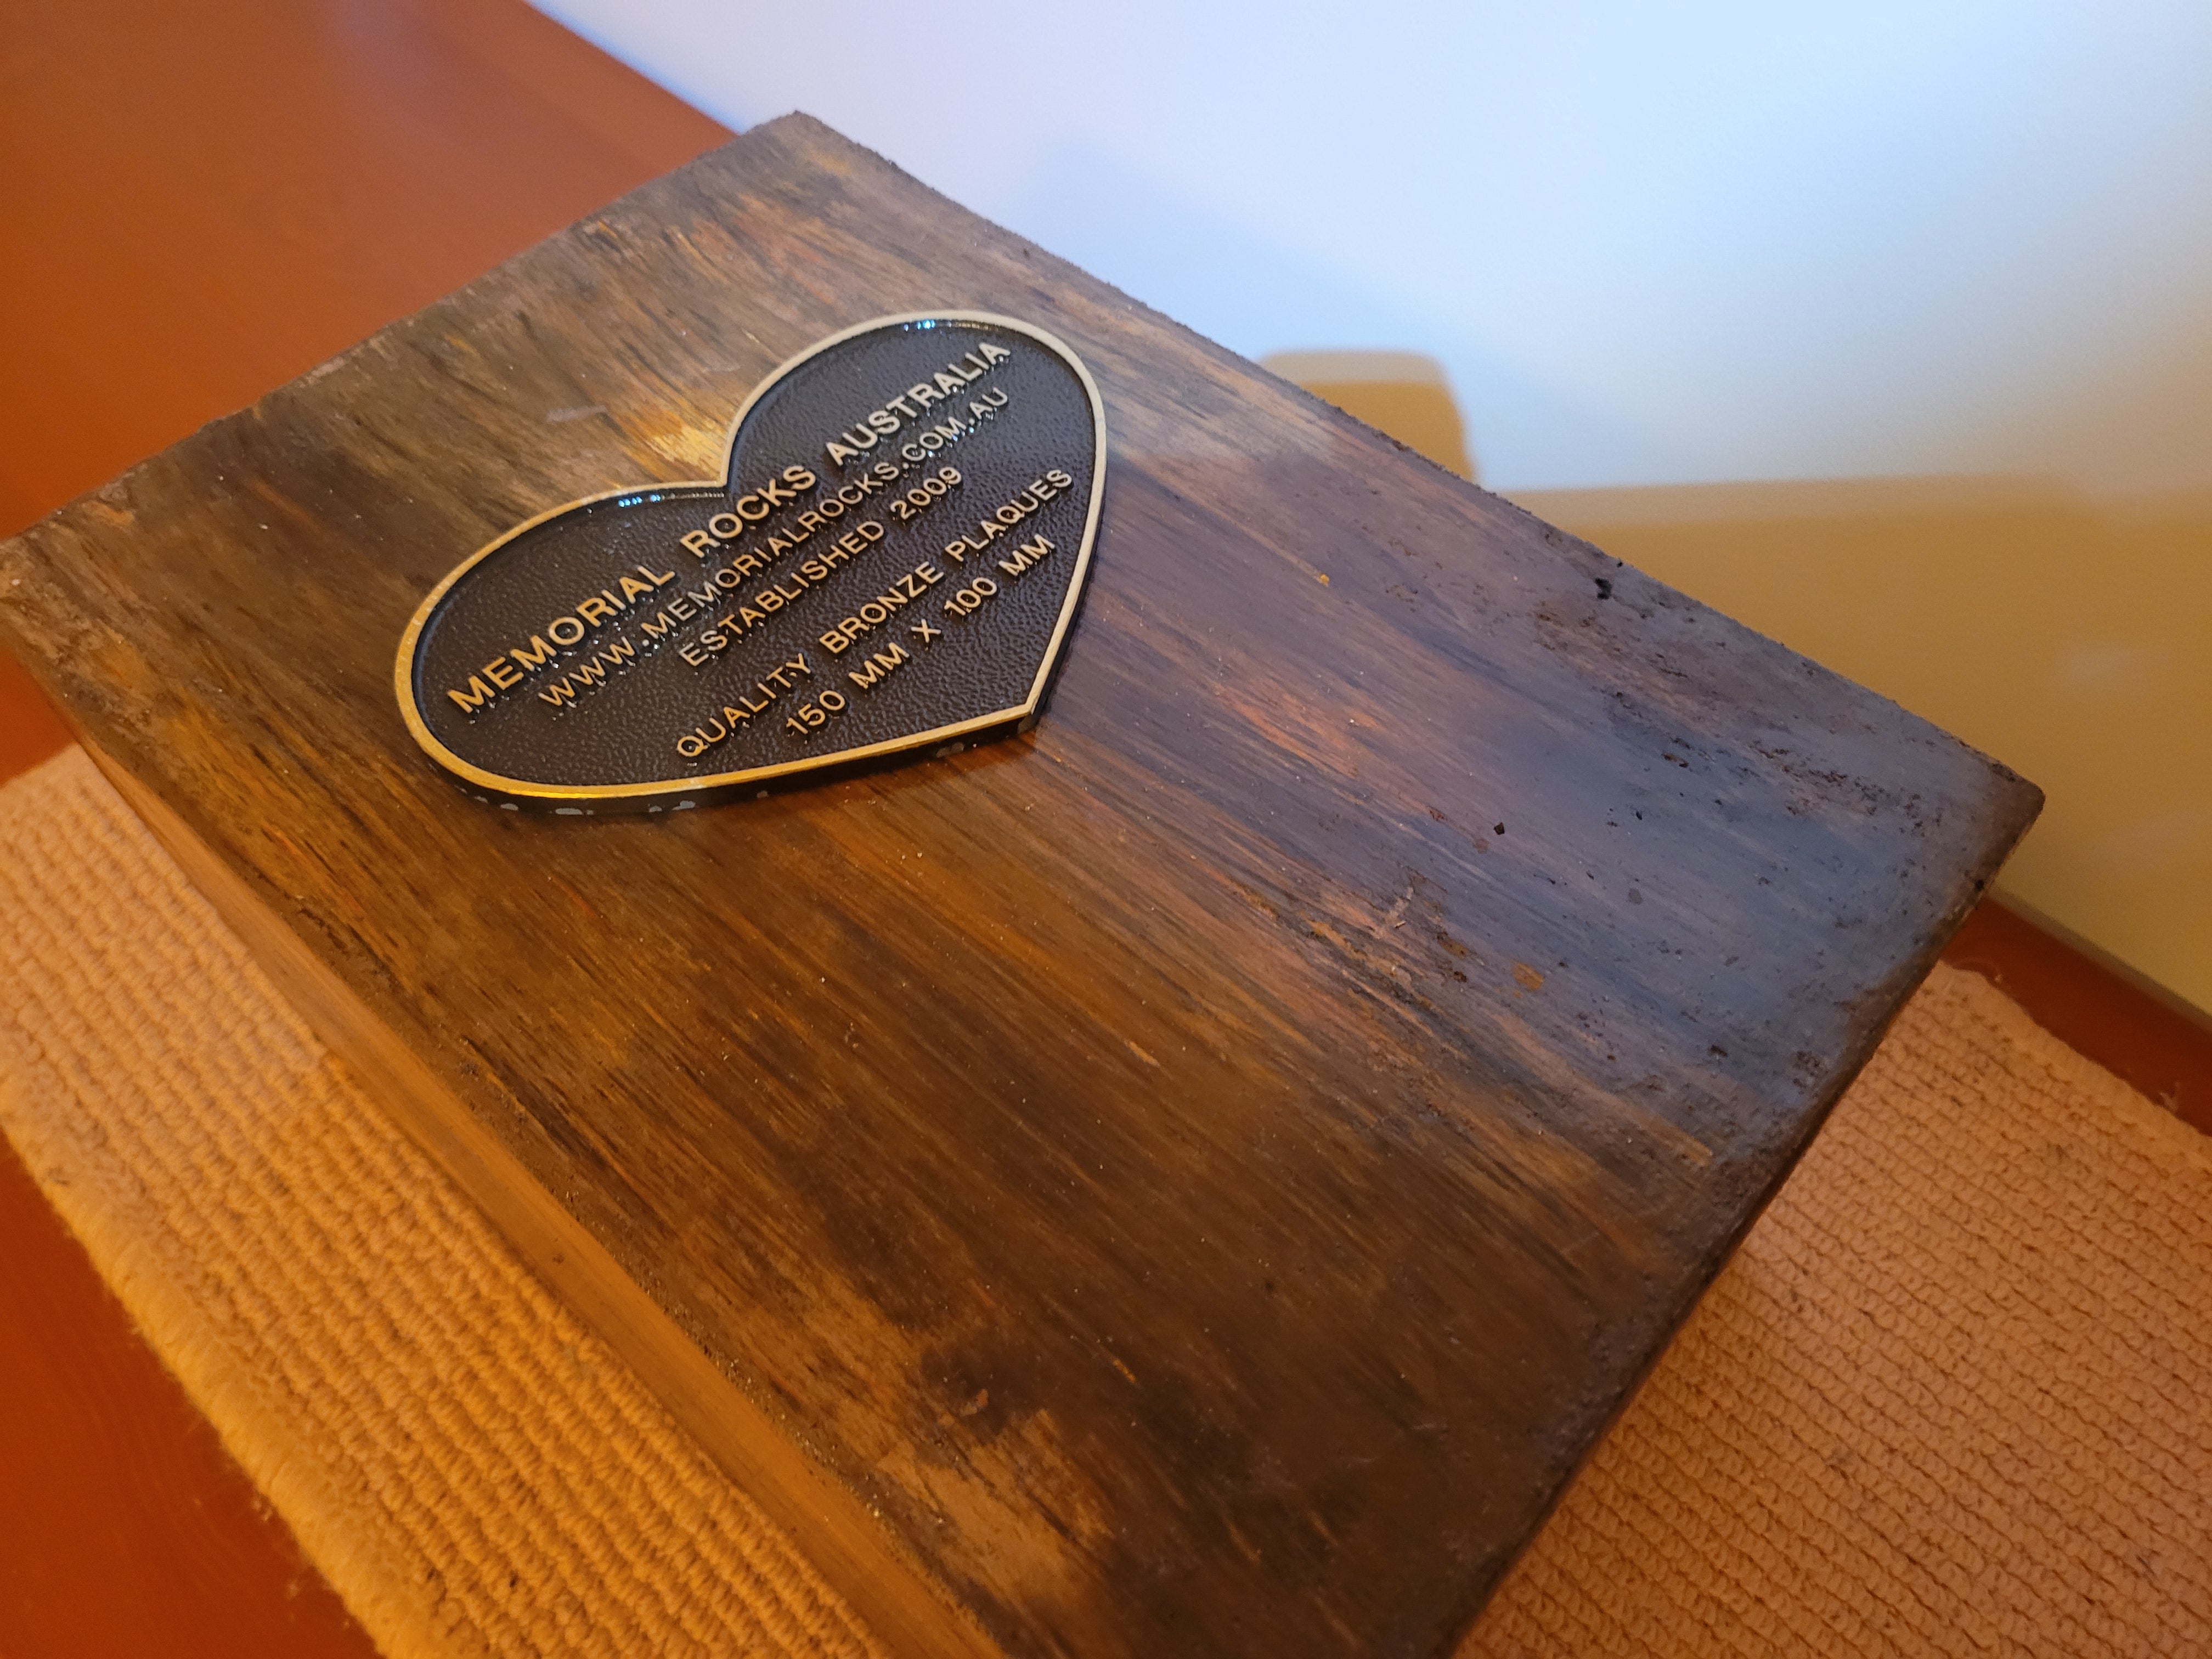 MEMORIAL ROCKS AUSTRALIA
WWW.MEMORIALROCKS.COM.AU
ESTABLISHED 2009
QUALITY BRONZE PLAQUES
150 MM X 100 MM